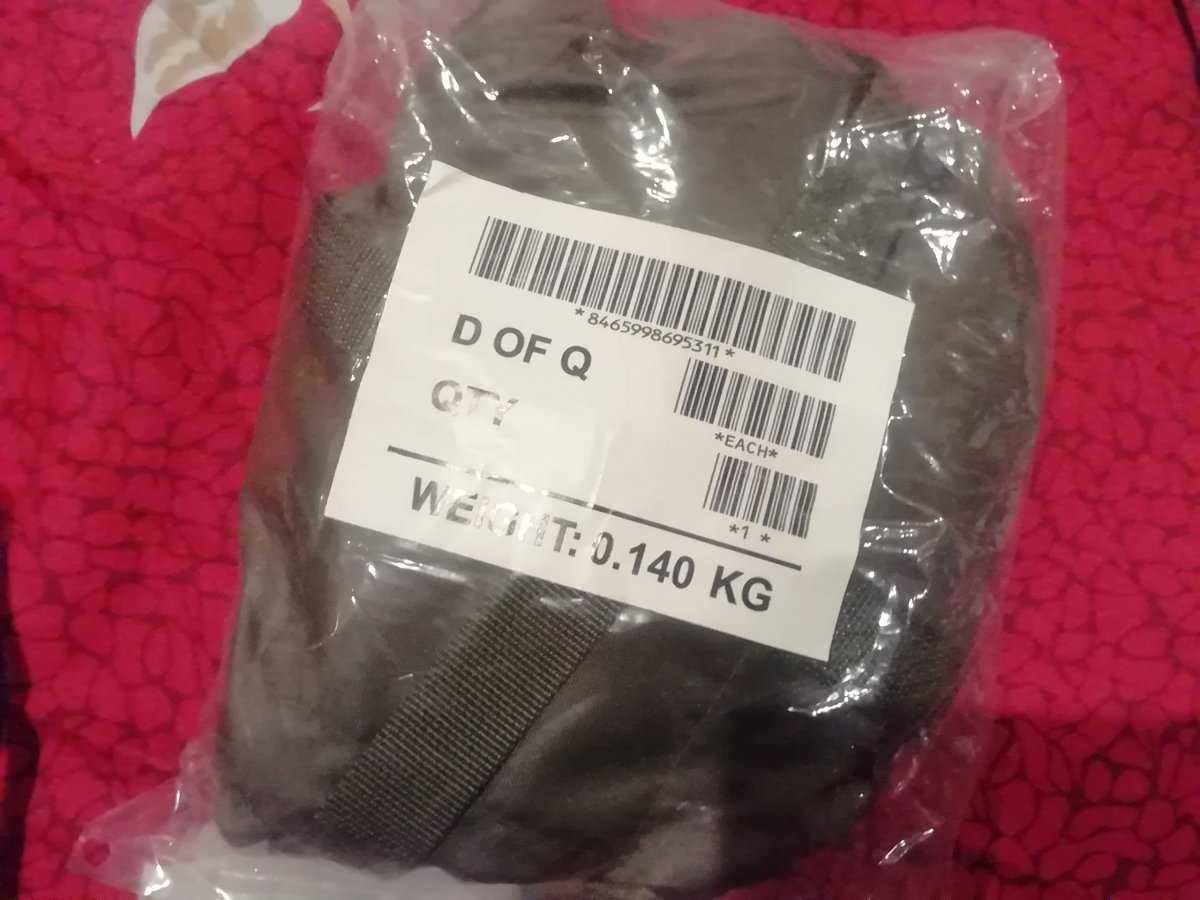 *8465998695311*
D OF Q
*EACH*
QTY
*1 *
WEIGHT: 0.140 KG